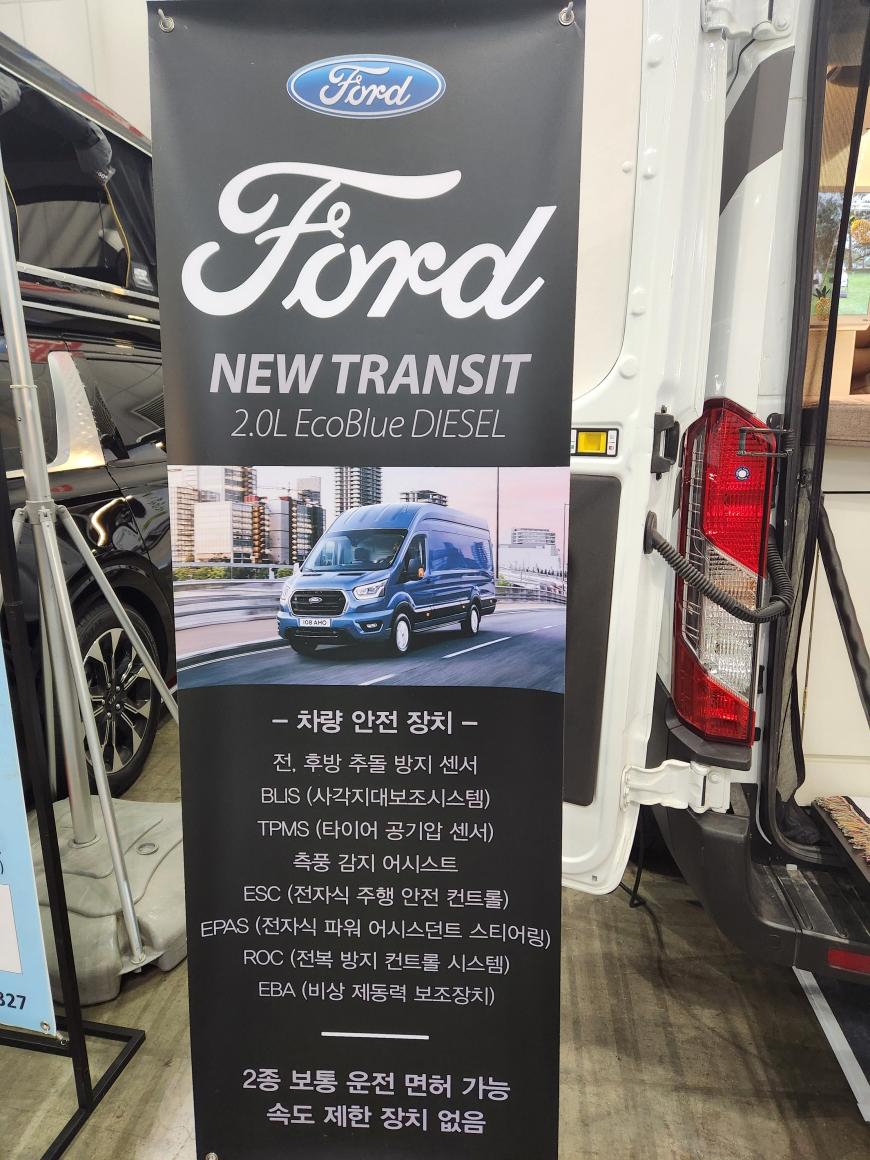 Ford
Ford
NEW TRANSIT
2.0L EcoBlue DIESEL
– 차량 안전 장치 –
전, 후방 추돌 방지 센서
BLIS (사각지대보조시스템)
TPMS (타이어 공기압 센서)
측풍 감지 어시스트
ESC (전자식 주행 안전 컨트롤)
EPAS (전자식 파워 어시스던트 스티어링)
ROC (전복 방지 컨트롤 시스템)
EBA (비상 제동력 보조장치)
2종 보통 운전 면허 가능
속도 제한 장치 없음
327